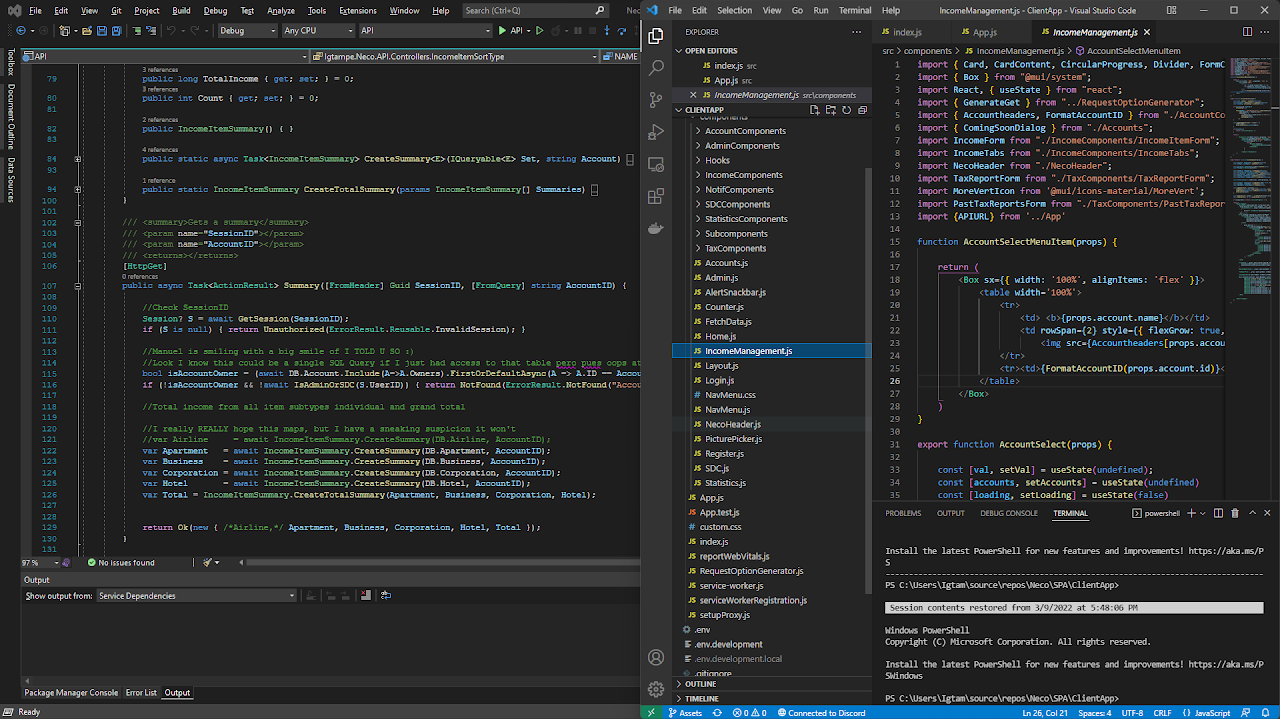 File Edit View Git Project Build Debug Test Analyze Tools Extensions Window Help Search (Ctrl+Q) Nec
Debug Any CPU API API
Toolbox
Document Outline
Data Sources
API Igtampe.Neco.API.Controllers.IncomeItemSortType NAME
3 references
79 public long TotalIncome { get; set; } = 0;
3 references
80 public int Count { get; set; } = 0;
81
2 references
82 public IncomeItemSummary() { }
83
4 references
84 public static async Task<IncomeItemSummary> CreateSummary<E>(IQueryable<E> Set, string Account)
93
1 reference
94 public static IncomeItemSummary CreateTotalSummary(params IncomeItemSummary[] Summaries)
100 }
101
102 /// <summary>Gets a summary</summary>
103 /// <param name="SessionID"></param>
104 /// <param name="AccountID"></param>
105 /// <returns></returns>
106 [HttpGet]
0 references
107 public async Task<ActionResult> Summary([FromHeader] Guid SessionID, [FromQuery] string AccountID) {
108
109 //Check SessionID
110 Session? S = await GetSession(SessionID);
111 if (S is null) { return Unauthorized(ErrorResult.Reusable.InvalidSession); }
112
113 //Manuel is smiling with a big smile of I TOLD U SO :)
114 //Look I know this could be a single SQL Query if I just had access to that table pero pues oops at
115 bool isAccountOwner = (await DB.Account.Include(A=>A.Owners).FirstOrDefaultAsync(A => A.ID == Accou
116 if (!isAccountOwner && !await IsAdminOrSDC(S.UserID)) { return NotFound(ErrorResult.NotFound("Accou
117
118 //Total income from all item subtypes individual and grand total
119
120 //I really REALLY hope this maps, but I have a sneaking suspicion it won't
121 //var Airline = await IncomeItemSummary.CreateSummary(DB.Airline, AccountID);
122 var Apartment = await IncomeItemSummary.CreateSummary(DB.Apartment, AccountID);
123 var Business = await IncomeItemSummary.CreateSummary(DB.Business, AccountID);
124 var Corporation = await IncomeItemSummary.CreateSummary(DB.Corporation, AccountID);
125 var Hotel = await IncomeItemSummary.CreateSummary(DB.Hotel, AccountID);
126 var Total = IncomeItemSummary.CreateTotalSummary(Apartment, Business, Corporation, Hotel);
127
128
129 return Ok(new { /*Airline,*/ Apartment, Business, Corporation, Hotel, Total });
130 }
131
97 % No issues found
Output
Show output from: Service Dependencies
Package Manager Console Error List Output
Ready
File Edit Selection View Go Run Terminal Help IncomeManagement.js - ClientApp - Visual Studio Code
EXPLORER
OPEN EDITORS
index.js src
App.js src
IncomeManagement.js src\components
CLIENTAPP
components
AccountComponents
AdminComponents
Hooks
IncomeComponents
NotifComponents
SDCComponents
StatisticsComponents
Subcomponents
TaxComponents
JS Accounts.js
JS Admin.js
JS AlertSnackbar.js
JS Counter.js
JS FetchData.js
JS Home.js
JS IncomeManagement.js
JS Layout.js
JS Login.js
# NavMenu.css
JS NavMenu.js
JS NecoHeader.js
JS PicturePicker.js
JS Register.js
JS SDC.js
JS Statistics.js
JS App.js
JS App.test.js
# custom.css
JS index.js
JS reportWebVitals.js
JS RequestOptionGenerator.js
JS service-worker.js
JS serviceWorkerRegistration.js
JS setupProxy.js
.env
.env.development
.env.development.local
.gitignore
OUTLINE
TIMELINE
JS index.js JS App.js JS IncomeManagement.js
src > components > JS IncomeManagement.js > AccountSelectMenuItem
1 import { Card, CardContent, CircularProgress, Divider, FormC
2 import { Box } from "@mui/system";
3 import React, { useState } from "react";
4 import { GenerateGet } from "../RequestOptionGenerator";
5 import { Accountheaders, FormatAccountID } from "./AccountCo
6 import { ComingSoonDialog } from "./Accounts";
7 import IncomeForm from "./IncomeComponents/IncomeItemForm";
8 import IncomeTabs from "./IncomeComponents/IncomeTabs";
9 import NecoHeader from "./NecoHeader";
10 import TaxReportForm from "./TaxComponents/TaxReportForm";
11 import MoreVertIcon from '@mui/icons-material/MoreVert';
12 import PastTaxReportsForm from "./TaxComponents/PastTaxRepor
13 import {APIURL} from '../App'
14
15 function AccountSelectMenuItem(props) {
16
17 return (
18 <Box sx={{ width: '100%', alignItems: 'flex' }}>
19 <table width='100%'>
20 <tr>
21 <td> <b>{props.account.name}</b></td>
22 <td rowSpan={2} style={{ flexGrow: true,
23 <img src={Accountheaders[props.accou
24 </tr>
25 <tr><td>{FormatAccountID(props.account.id)}<
26 </table>
27 </Box>
28 )
29 }
30
31 export function AccountSelect(props) {
32
33 const [val, setVal] = useState(undefined);
34 const [accounts, setAccounts] = useState(undefined)
35 const [loading, setLoading] = useState(false)
PROBLEMS OUTPUT DEBUG CONSOLE TERMINAL powershell
Install the latest PowerShell for new features and improvements! https://aka.ms/P
S
PS C:\Users\Igtam\source\repos\Neco\SPA\ClientApp>
Session contents restored from 3/9/2022 at 5:48:06 PM
Windows PowerShell
Copyright (C) Microsoft Corporation. All rights reserved.
Install the latest PowerShell for new features and improvements! https://aka.ms/P
SWindows
PS C:\Users\Igtam\source\repos\Neco\SPA\ClientApp>
Assets 0 0 Connected to Discord Ln 26, Col 21 Spaces: 4 UTF-8 CRLF {} JavaScript